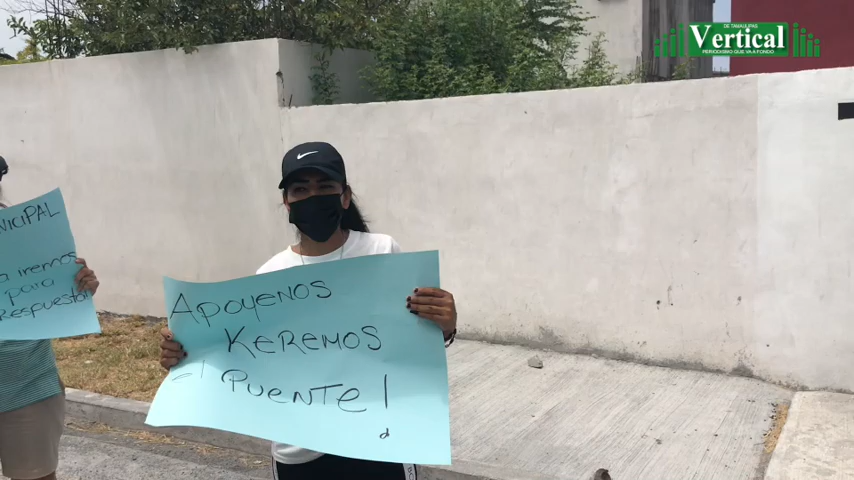 DE TAMAULIPAS
Vertical
PERIODISMO QUE VA A FONDO
NICIPAL
a iremos
para
Respuesta
Apoyenos
Keremos
el Puente!